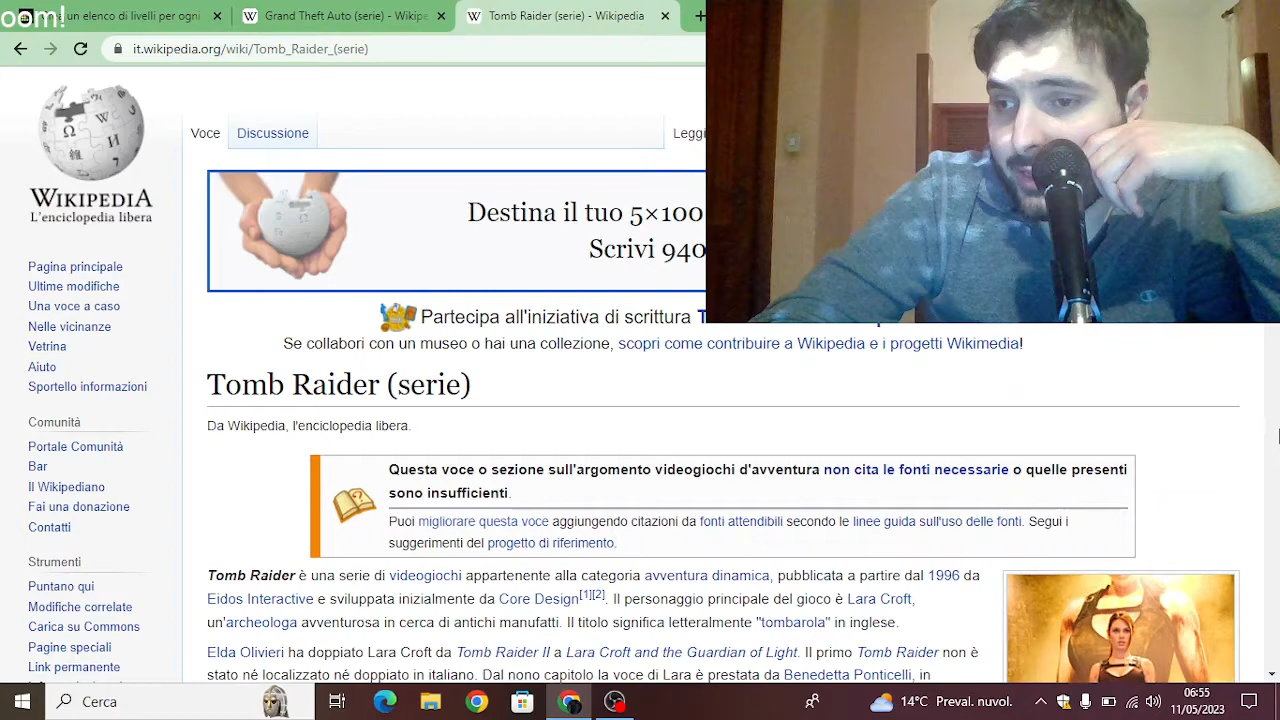 oom!
un elenco di livelli per ogni
Grand Theft Auto (serie) - Wikipe
Tomb Raider (serie) - Wikipedia
it.wikipedia.org/wiki/Tomb_Raider_(serie)
WIKIPEDIA
L'enciclopedia libera
Voce
Discussione
Leggi
Destina il tuo 5×100
Scrivi 940
Partecipa all'iniziativa di scrittura
Se collabori con un museo o hai una collezione, scopri come contribuire a Wikipedia e i progetti Wikimedia!
Pagina principale
Ultime modifiche
Una voce a caso
Nelle vicinanze
Vetrina
Aiuto
Sportello informazioni
Comunità
Portale Comunità
Bar
Il Wikipediano
Fai una donazione
Contatti
Strumenti
Puntano qui
Modifiche correlate
Carica su Commons
Pagine speciali
Link permanente
Tomb Raider (serie)
Da Wikipedia, l'enciclopedia libera.
Questa voce o sezione sull'argomento videogiochi d'avventura non cita le fonti necessarie o quelle presenti
sono insufficienti.
Puoi migliorare questa voce aggiungendo citazioni da fonti attendibili secondo le linee guida sull'uso delle fonti. Segui i
suggerimenti del progetto di riferimento.
Tomb Raider è una serie di videogiochi appartenente alla categoria avventura dinamica, pubblicata a partire dal 1996 da
Eidos Interactive e sviluppata inizialmente da Core Design[1][2]. Il personaggio principale del gioco è Lara Croft,
un'archeologa avventurosa in cerca di antichi manufatti. Il titolo significa letteralmente "tombarola" in inglese.
Elda Olivieri ha doppiato Lara Croft da Tomb Raider II a Lara Croft and the Guardian of Light. Il primo Tomb Raider non è
stato né localizzato né doppiato in italiano. Dal nono capitolo la voce di Lara è prestata da Benedetta Ponticelli, in
Cerca
14°C Preval. nuvol.
06:55
11/05/2023